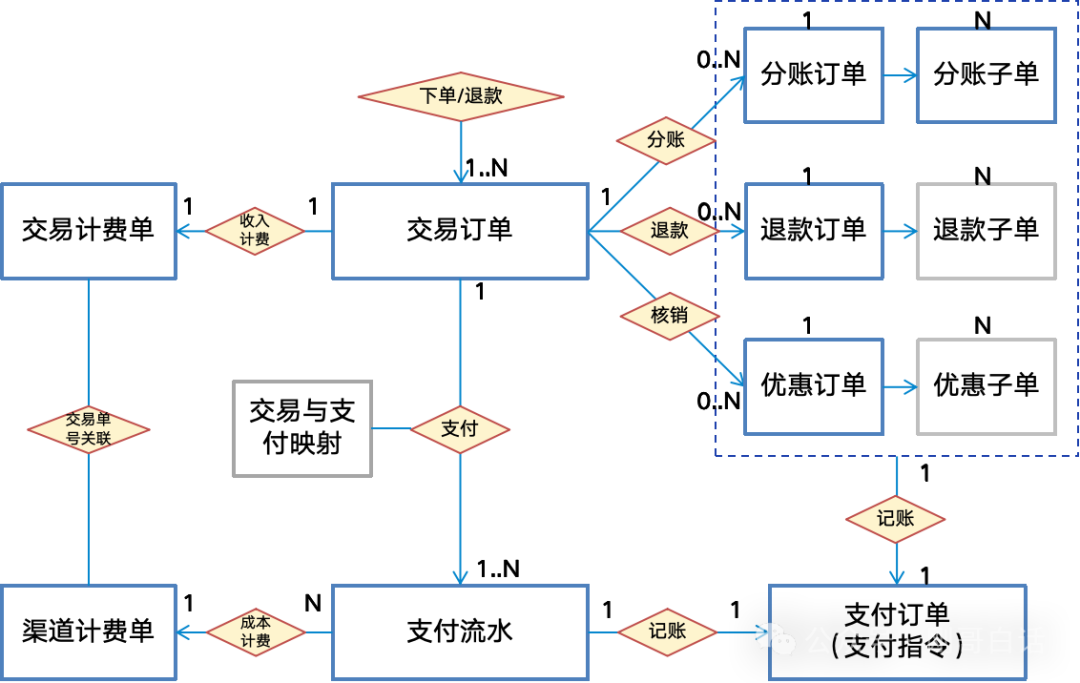 1
N
0..N
分账订单
分账子单
下单/退款
分账
1..N
1
N
1
0..N
交易计费单
1
收入
计费
1
交易订单
退款
退款订单
退款子单
1
核销
1
N
优惠订单
优惠子单
0..N
交易与支
付映射
支付
交易单
号关联
1
记账
1..N
1
1
成本
计费
N
1
记账
1
渠道计费单
支付流水
支付订单
（支付指令）